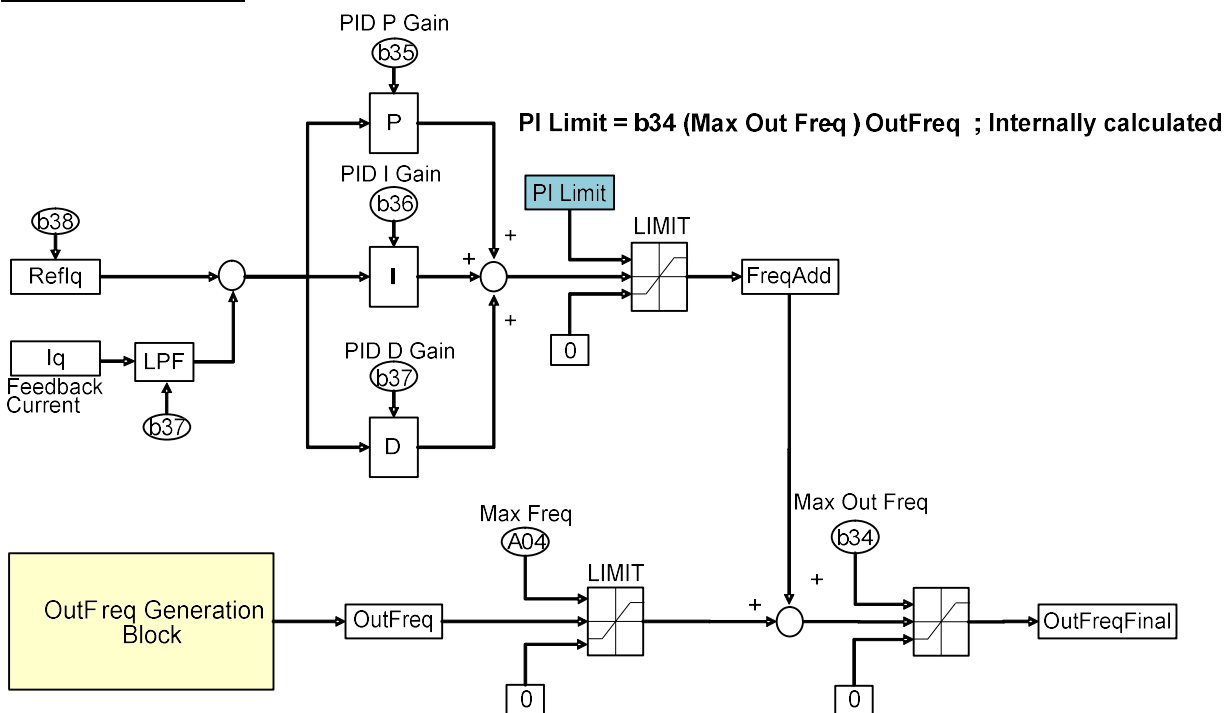 PID P Gain
b35
P
PI Limit = b34 (Max Out Freq ) OutFreq  ; Internally calculated
PID I Gain
b36
PI Limit
LIMIT
b38
RefIq
I
+
+
+
FreqAdd
0
Iq
LPF
Feedback
Current
b37
PID D Gain
b37
D
Max Freq
A04
Max Out Freq
b34
LIMIT
+
+
OutFreq Generation
Block
OutFreq
OutFreqFinal
0
0